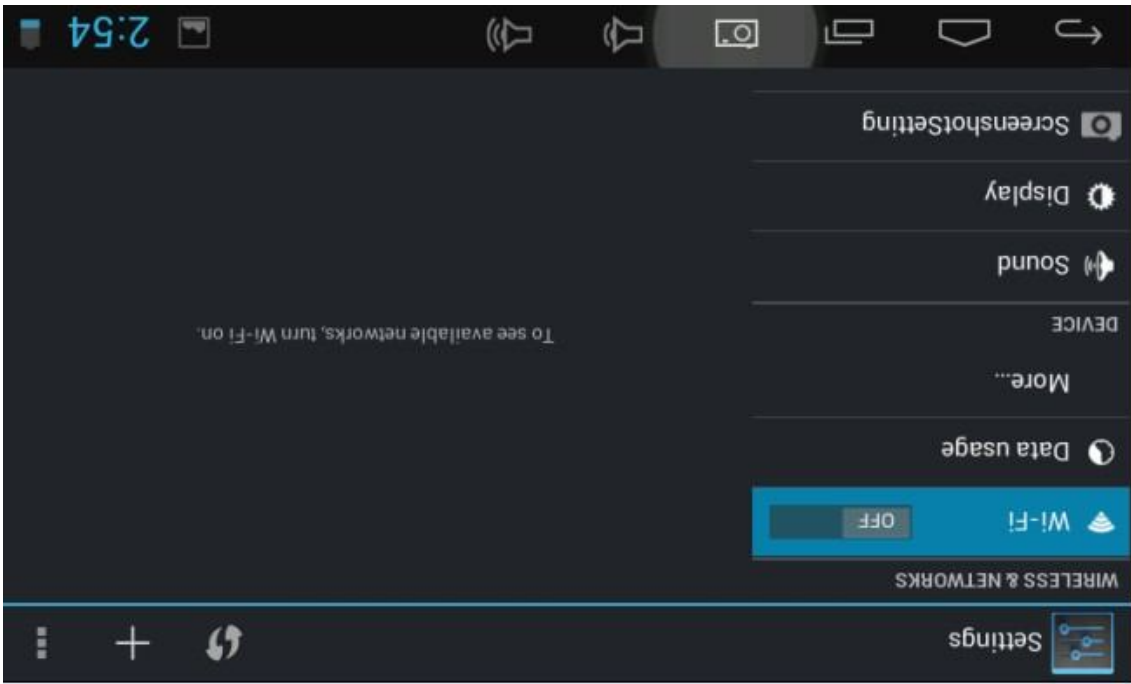 Settings
WIRELESS & NETWORKS
Wi-Fi OFF
Data usage
More...
DEVICE
Sound
Display
ScreenshotSetting
To see available networks, turn Wi-Fi on.
2:54